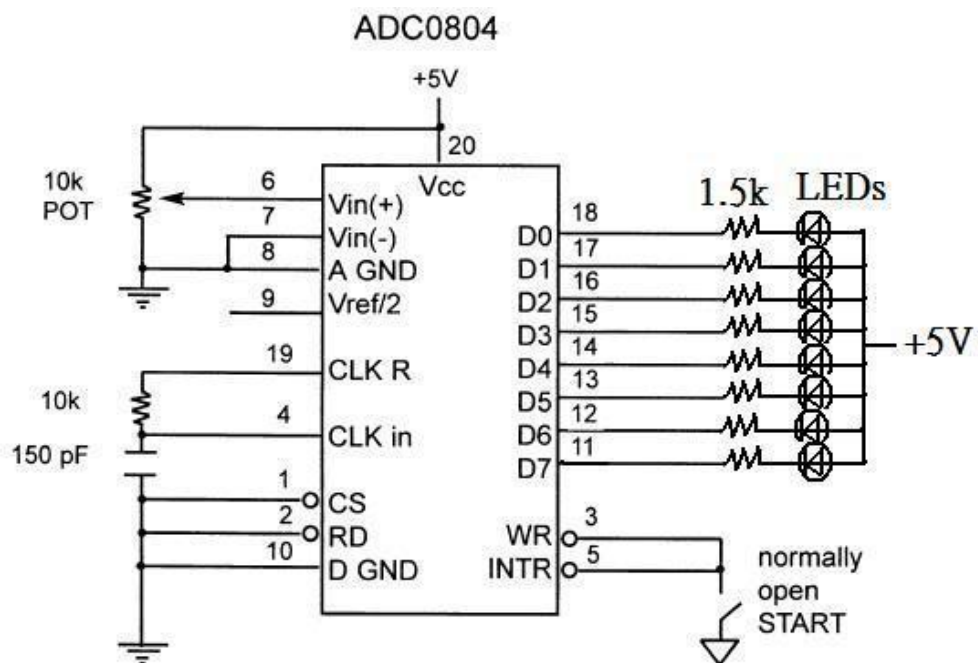 ADC0804
+5V
20
Vcc
10k
POT
6
Vin(+)
7
Vin(-)
8
A GND
9
Vref/2
19
CLK R
10k
4
CLK in
150 pF
1
CS
2
RD
10
D GND
1.5k LEDs
18
D0
17
D1
16
D2
15
D3
14
D4
13
D5
12
D6
11
D7
+5V
WR
3
INTR
5
normally
open
START